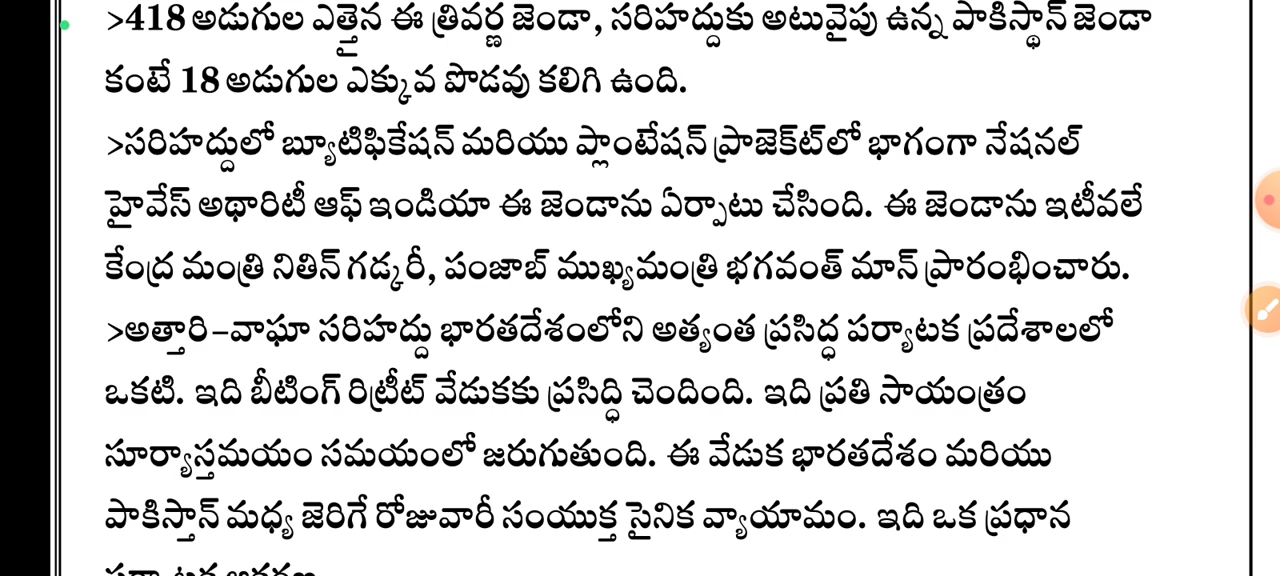 >418 అడుగుల ఎత్తైన ఈ త్రివర్ణ జెండా, సరిహద్దుకు అటువైపు ఉన్న పాకిస్థాన్ జెండా
కంటే 18 అడుగుల ఎక్కువ పొడవు కలిగి ఉంది.
>సరిహద్దులో బ్యూటిఫికేషన్ మరియు ప్లాంటేషన్ ప్రాజెక్ట్‌లో భాగంగా నేషనల్
హైవేస్ అథారిటీ ఆఫ్ ఇండియా ఈ జెండాను ఏర్పాటు చేసింది. ఈ జెండాను ఇటీవలే
కేంద్ర మంత్రి నితిన్ గడ్కరీ, పంజాబ్ ముఖ్యమంత్రి భగవంత్ మాన్ ప్రారంభించారు.
>అత్తారి-వాఘా సరిహద్దు భారతదేశంలోని అత్యంత ప్రసిద్ధ పర్యాటక ప్రదేశాలలో
ఒకటి. ఇది బీటింగ్ రిట్రీట్ వేడుకకు ప్రసిద్ధి చెందింది. ఇది ప్రతి సాయంత్రం
సూర్యాస్తమయం సమయంలో జరుగుతుంది. ఈ వేడుక భారతదేశం మరియు
పాకిస్తాన్ మధ్య జెరిగే రోజువారీ సంయుక్త సైనిక వ్యాయామం. ఇది ఒక ప్రధాన